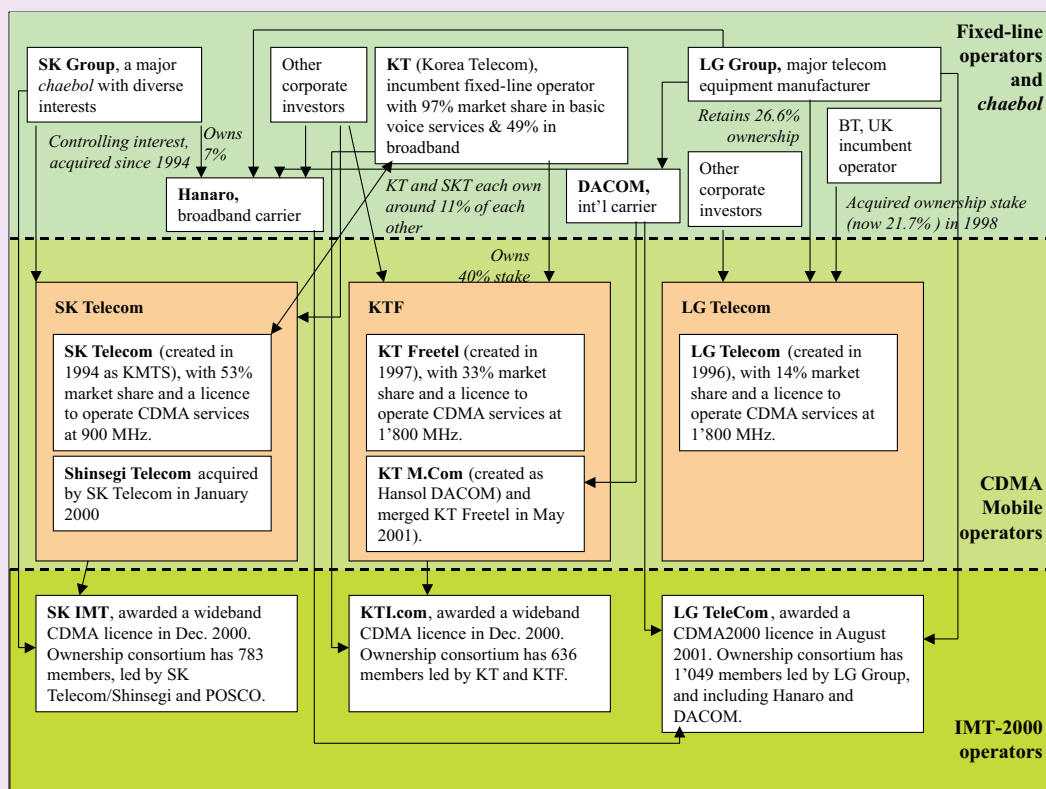 Fixed-line
operators
and
chaebol
SK Group, a major
chaebol with diverse
interests
Other
corporate
investors
KT (Korea Telecom),
incumbent fixed-line operator
with 97% market share in basic
voice services & 49% in
broadband
LG Group, major telecom
equipment manufacturer
Controlling interest,
acquired since 1994
Owns
7%
Retains 26.6%
ownership
BT, UK
incumbent
operator
Hanaro,
broadband carrier
KT and SKT each own
around 11% of each
other
DACOM,
int’l carrier
Other
corporate
investors
Acquired ownership stake
(now 21.7% ) in 1998
Owns
40% stake
SK Telecom
SK Telecom (created in
1994 as KMTS), with 53%
market share and a licence
to operate CDMA services
at 900 MHz.
Shinsegi Telecom acquired
by SK Telecom in January
2000
KTF
KT Freetel (created in
1997), with 33% market
share and a licence to
operate CDMA services at
1’800 MHz.
KT M.Com (created as
Hansol DACOM) and
merged KT Freetel in May
2001).
LG Telecom
LG Telecom (created in
1996), with 14% market
share and a licence to
operate CDMA services at
1’800 MHz.
CDMA
Mobile
operators
SK IMT, awarded a wideband
CDMA licence in Dec. 2000.
Ownership consortium has 783
members, led by SK
Telecom/Shinsegi and POSCO.
KTI.com, awarded a wideband
CDMA licence in Dec. 2000.
Ownership consortium has 636
members led by KT and KTF.
LG TeleCom, awarded a
CDMA2000 licence in August
2001. Ownership consortium has
1’049 members led by LG Group,
and including Hanaro and
DACOM.
IMT-2000
operators